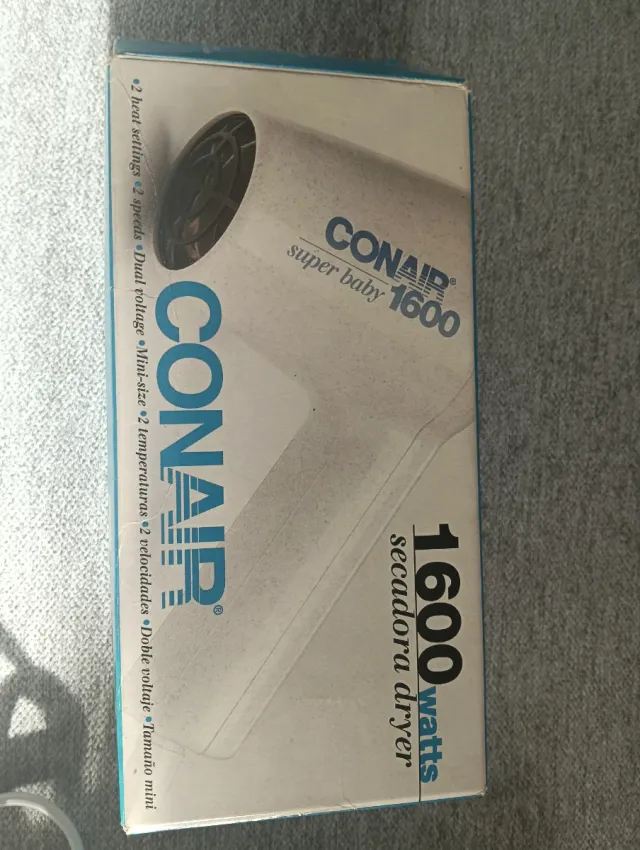 1600 watts
secadora dryer
CONAIR®
super baby 1600
CONAIR®
•2 heat settings •2 speeds •Dual voltage •Mini-size •2 temperaturas •2 velocidades •Doble voltaje •Tamaño mini